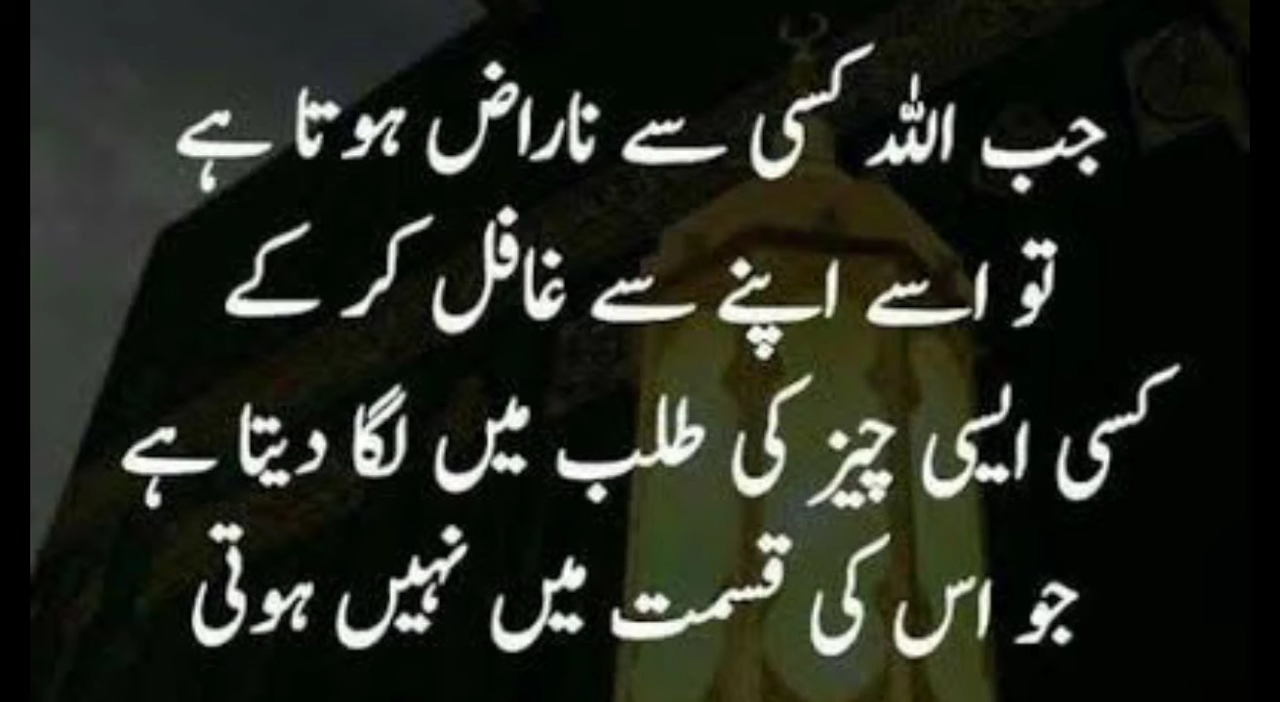 جب اللہ کسی سے ناراض ہوتا ہے
تو اسے اپنے سے غافل کر کے
کسی ایسی چیز کی طلب میں لگا دیتا ہے
جو اس کی قسمت میں نہیں ہوتی